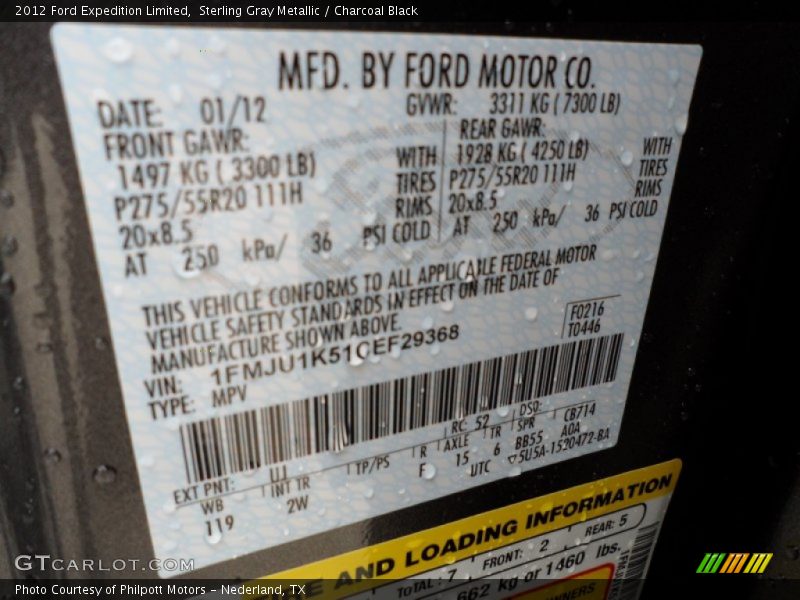 2012 Ford Expedition Limited, Sterling Gray Metallic / Charcoal Black
MFD. BY FORD MOTOR CO.
DATE: 01/12 GVWR: 3311 KG ( 7300 LB)
FRONT GAWR: REAR GAWR:
1497 KG ( 3300 LB) WITH 1928 KG ( 4250 LB) WITH
P275/55R20 111H TIRES P275/55R20 111H TIRES
20x8.5 RIMS 20x8.5 RIMS
AT 250 kPa/ 36 PSI COLD AT 250 kPa/ 36 PSI COLD
THIS VEHICLE CONFORMS TO ALL APPLICABLE FEDERAL MOTOR
VEHICLE SAFETY STANDARDS IN EFFECT ON THE DATE OF
MANUFACTURE SHOWN ABOVE.
F0216
T0446
VIN: 1FMJU1K51CEF29368
TYPE: MPV
RC: 52 DSO:
EXT PNT: UJ CB714
WB INT TR TP/PS R AXLE TR SPR AOA
119 2W F 15 6 BB55
UTC 5U5A-1520472-BA
AND LOADING INFORMATION
TOTAL: 7 FRONT: 2 REAR: 5
662 kg or 1460 lbs.
GTCARLOT.COM
Photo Courtesy of Philpott Motors - Nederland, TX